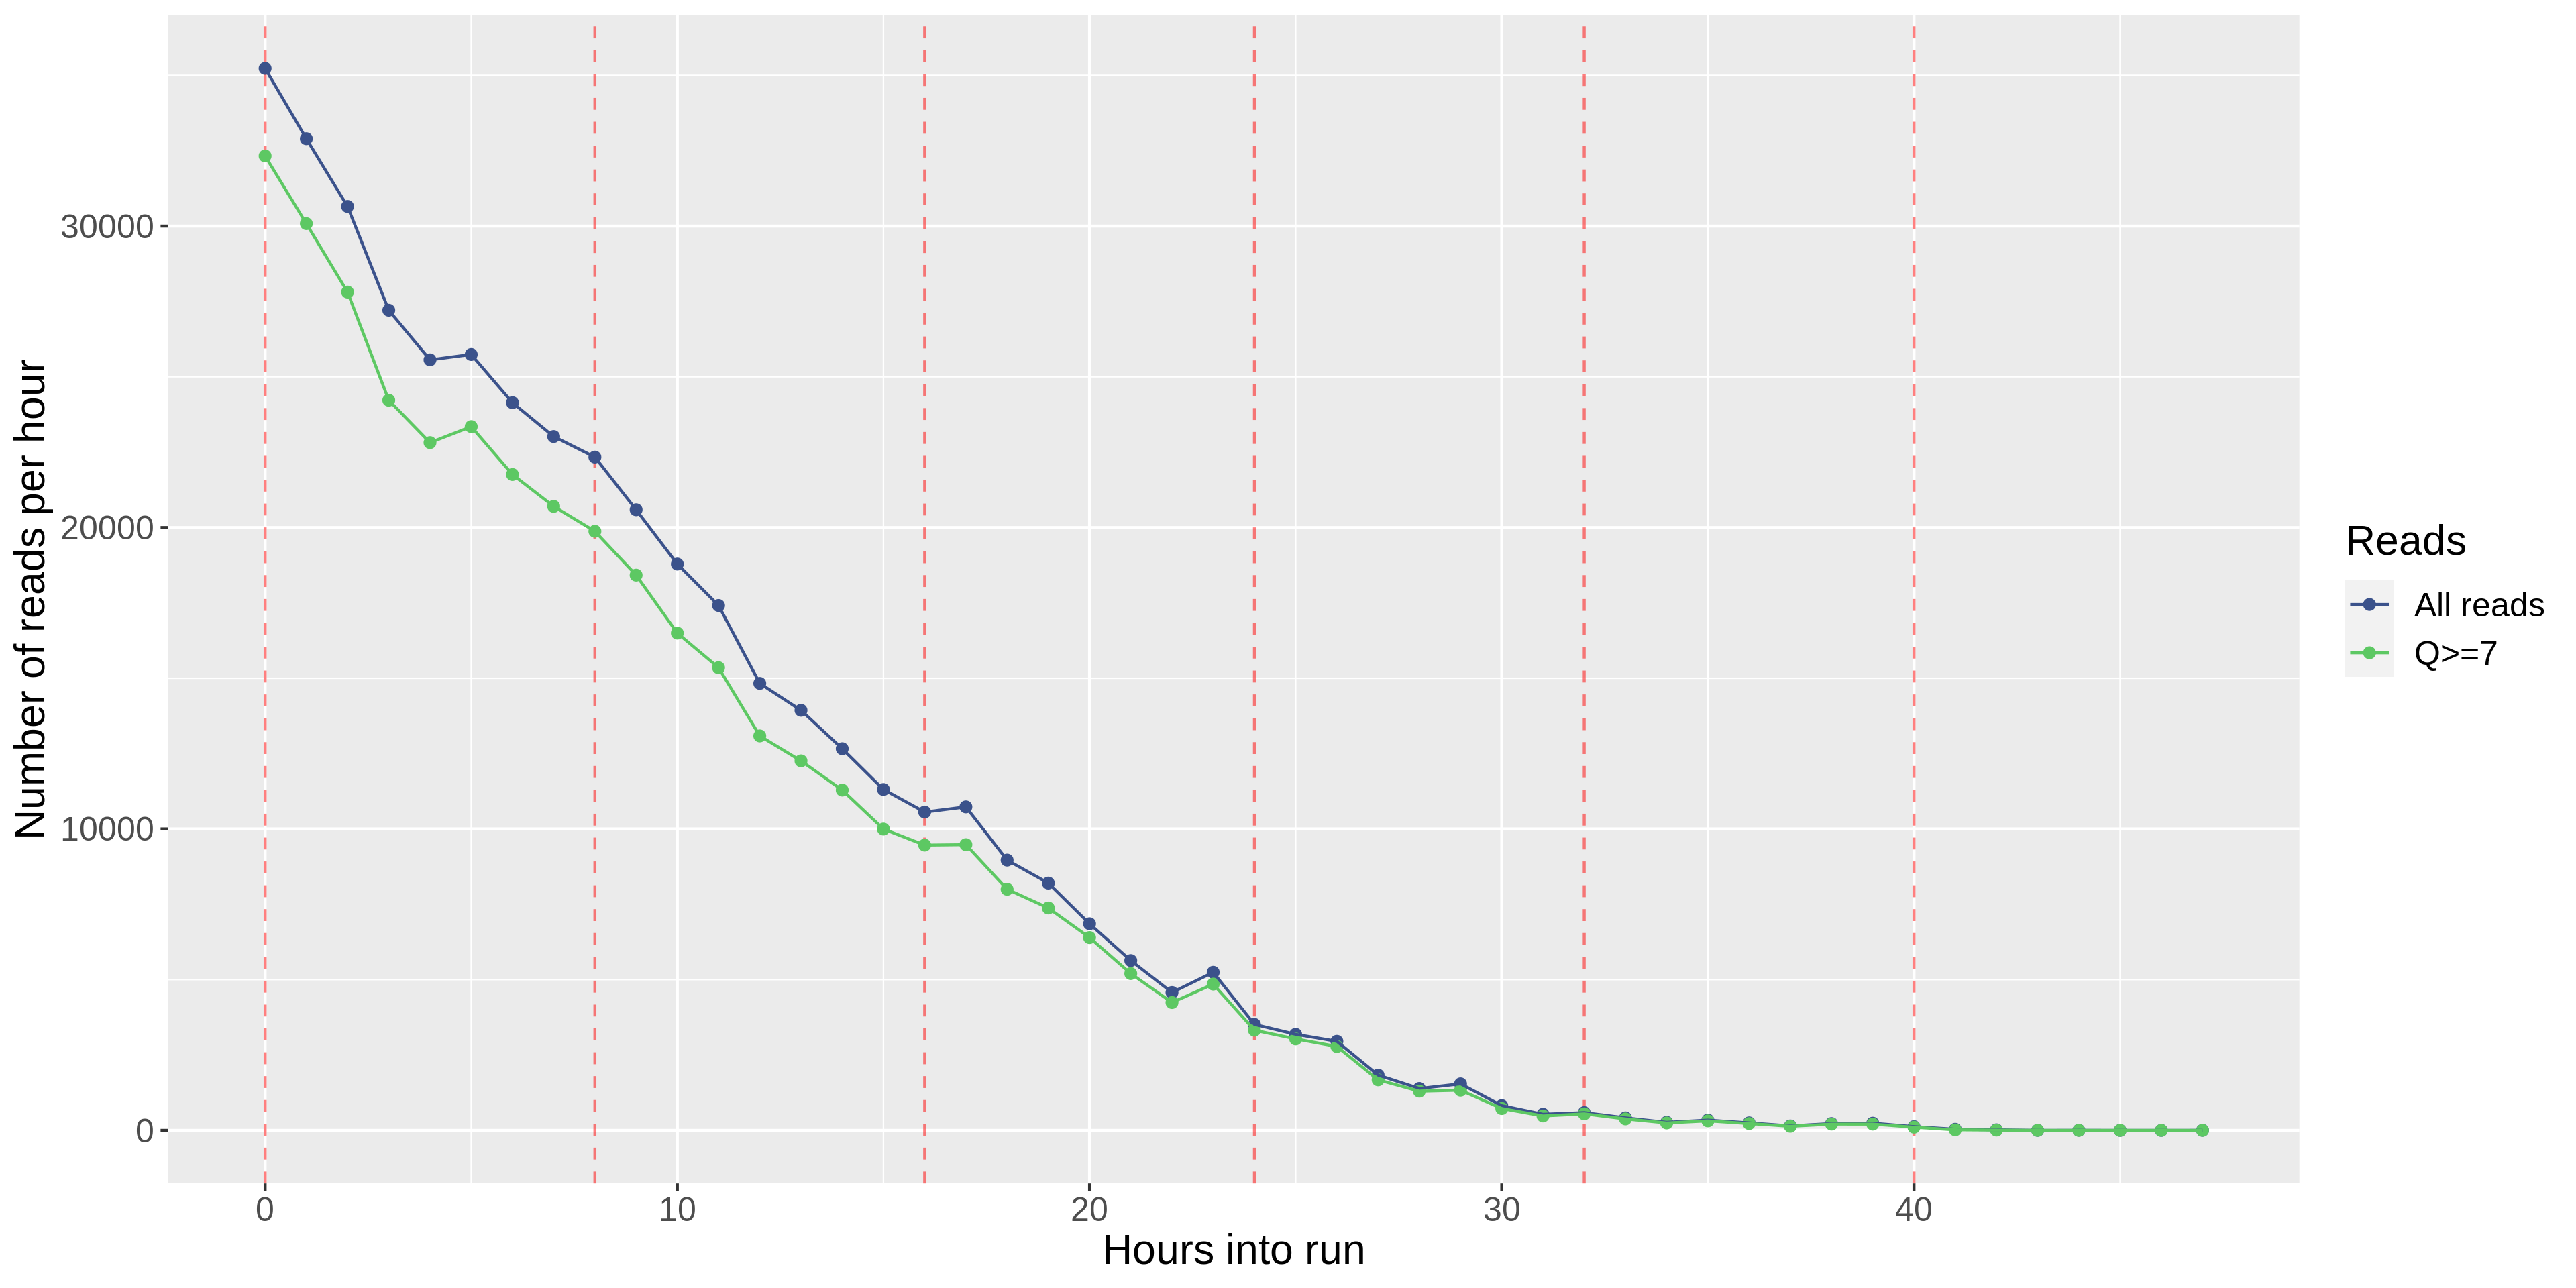 Number of reads per hour
30000
20000
10000
0
0 10 20 30 40
Hours into run
Reads
All reads
Q>=7